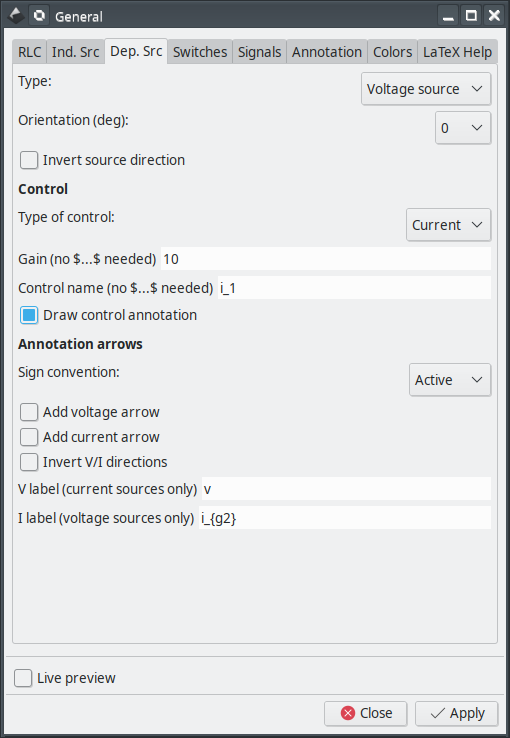 General
RLC Ind. Src Dep. Src Switches Signals Annotation Colors LaTeX Help
Type: Voltage source
Orientation (deg): 0
Invert source direction
Control
Type of control: Current
Gain (no $...$ needed) 10
Control name (no $...$ needed) i_1
Draw control annotation
Annotation arrows
Sign convention: Active
Add voltage arrow
Add current arrow
Invert V/I directions
V label (current sources only) v
I label (voltage sources only) i_{g2}
Live preview
Close Apply